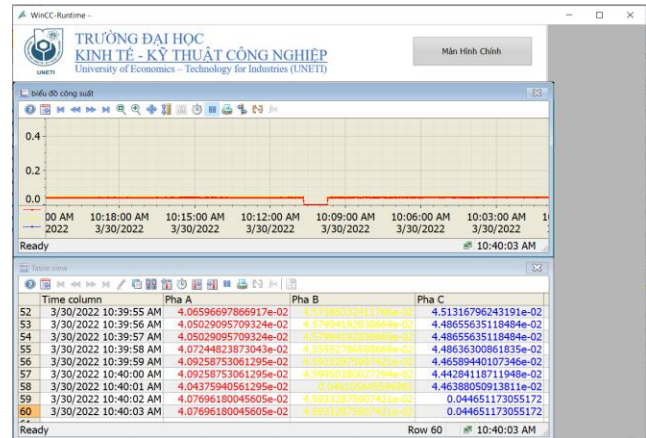 WinCC-Runtime -
TRƯỜNG ĐẠI HỌC
KINH TẾ - KỸ THUẬT CÔNG NGHIỆP
University of Economics – Technology for Industries (UNETI)
UNETI
Màn Hình Chính
biểu đồ công suất
0.4
0.2
0.0
00 AM 10:18:00 AM 10:15:00 AM 10:12:00 AM 10:09:00 AM 10:06:00 AM 10:03:00 AM 1
2022 3/30/2022 3/30/2022 3/30/2022 3/30/2022 3/30/2022 3/30/2022
Ready 10:40:03 AM
Table view
Time column Pha A Pha B Pha C
52 3/30/2022 10:39:55 AM 4.06596697866917e-02 4.51316796243191e-02
53 3/30/2022 10:39:56 AM 4.05029095709324e-02 4.48655635118484e-02
54 3/30/2022 10:39:57 AM 4.05029095709324e-02 4.48655635118484e-02
55 3/30/2022 10:39:58 AM 4.07244823873043e-02 4.48636300861835e-02
56 3/30/2022 10:39:59 AM 4.09258753061295e-02 4.46589440107346e-02
57 3/30/2022 10:40:00 AM 4.09258753061295e-02 4.44284118711948e-02
58 3/30/2022 10:40:01 AM 4.04375940561295e-02 4.46388050913811e-02
59 3/30/2022 10:40:02 AM 4.07696180045605e-02 0.044651173055172
60 3/30/2022 10:40:03 AM 4.07696180045605e-02 0.044651173055172
Ready Row 60 10:40:03 AM